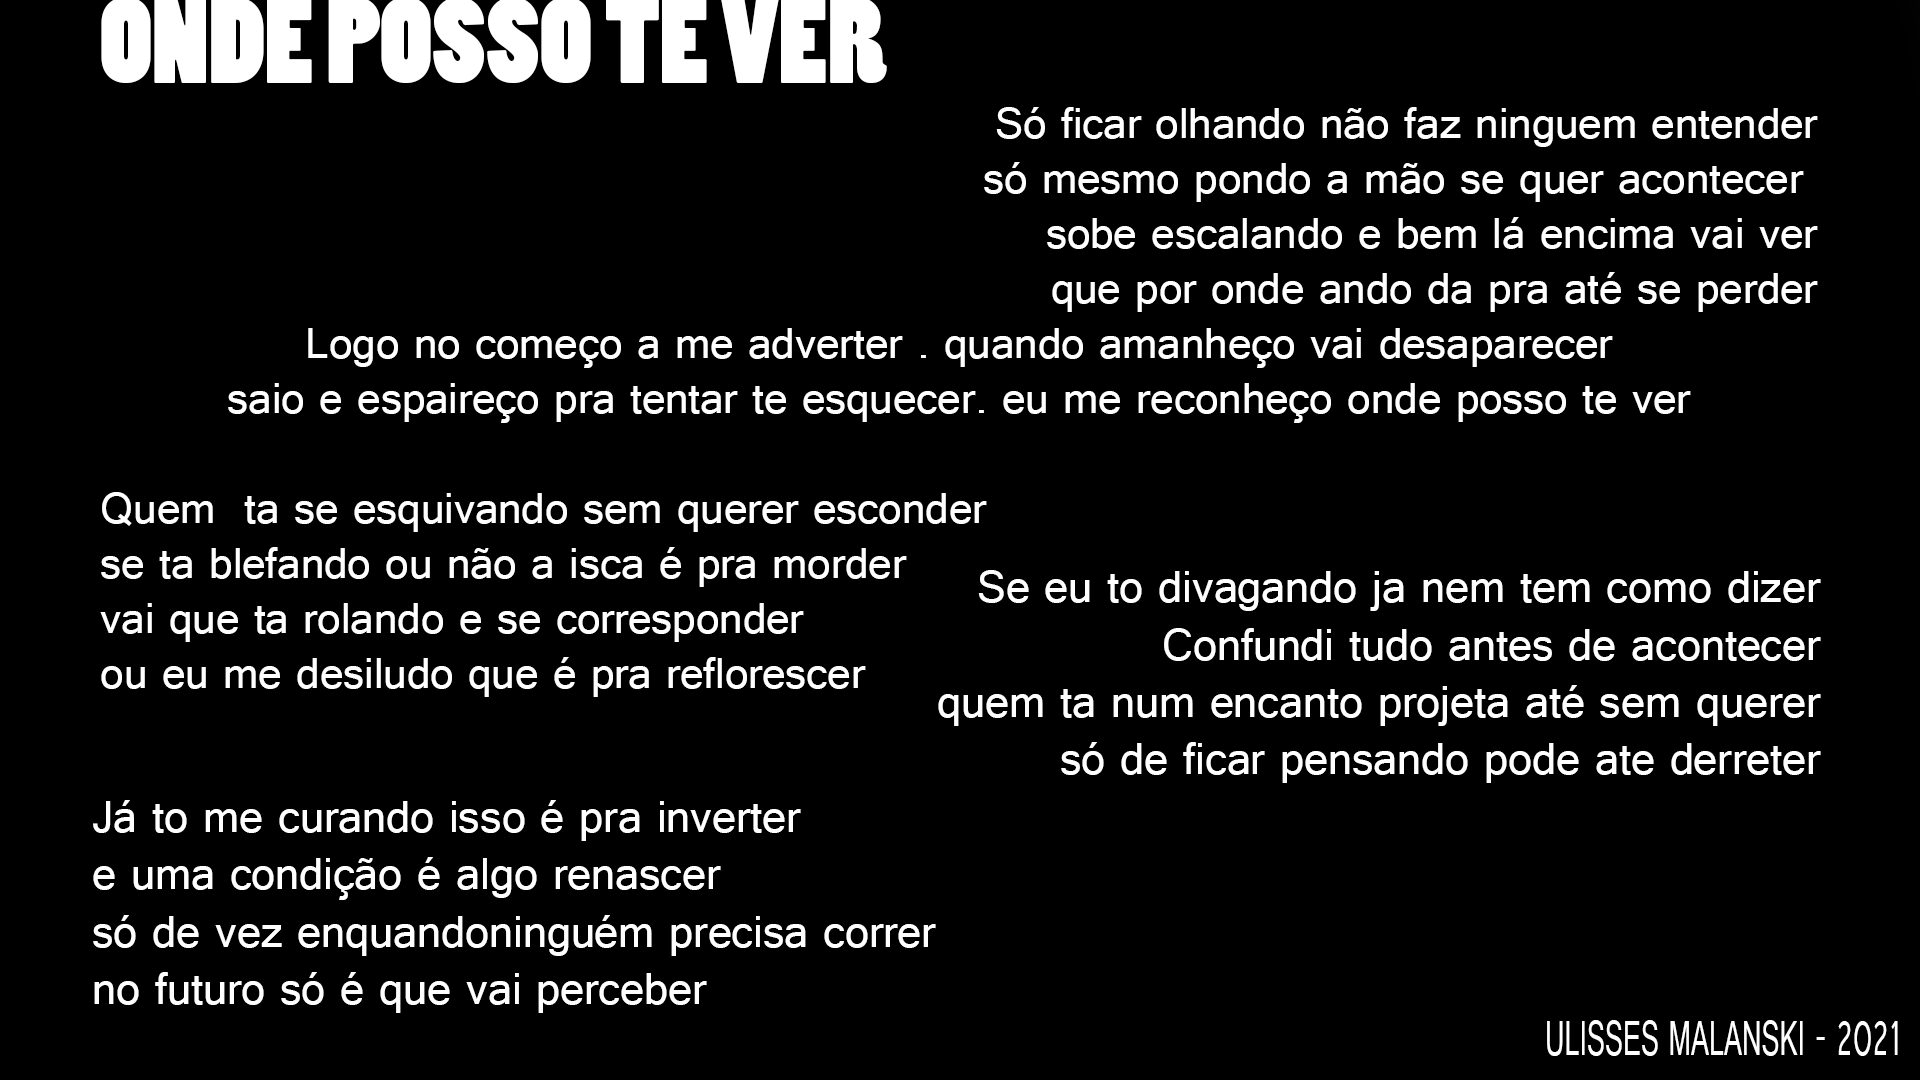 ONDE POSSO TE VER
Só ficar olhando não faz ninguem entender
só mesmo pondo a mão se quer acontecer
sobe escalando e bem lá encima vai ver
que por onde ando da pra até se perder
Logo no começo a me adverter . quando amanheço vai desaparecer
saio e espaireço pra tentar te esquecer. eu me reconheço onde posso te ver
Quem  ta se esquivando sem querer esconder
se ta blefando ou não a isca é pra morder
vai que ta rolando e se corresponder
ou eu me desiludo que é pra reflorescer
Se eu to divagando ja nem tem como dizer
Confundi tudo antes de acontecer
quem ta num encanto projeta até sem querer
só de ficar pensando pode ate derreter
Já to me curando isso é pra inverter
e uma condição é algo renascer
só de vez enquandoninguém precisa correr
no futuro só é que vai perceber
ULISSES MALANSKI - 2021